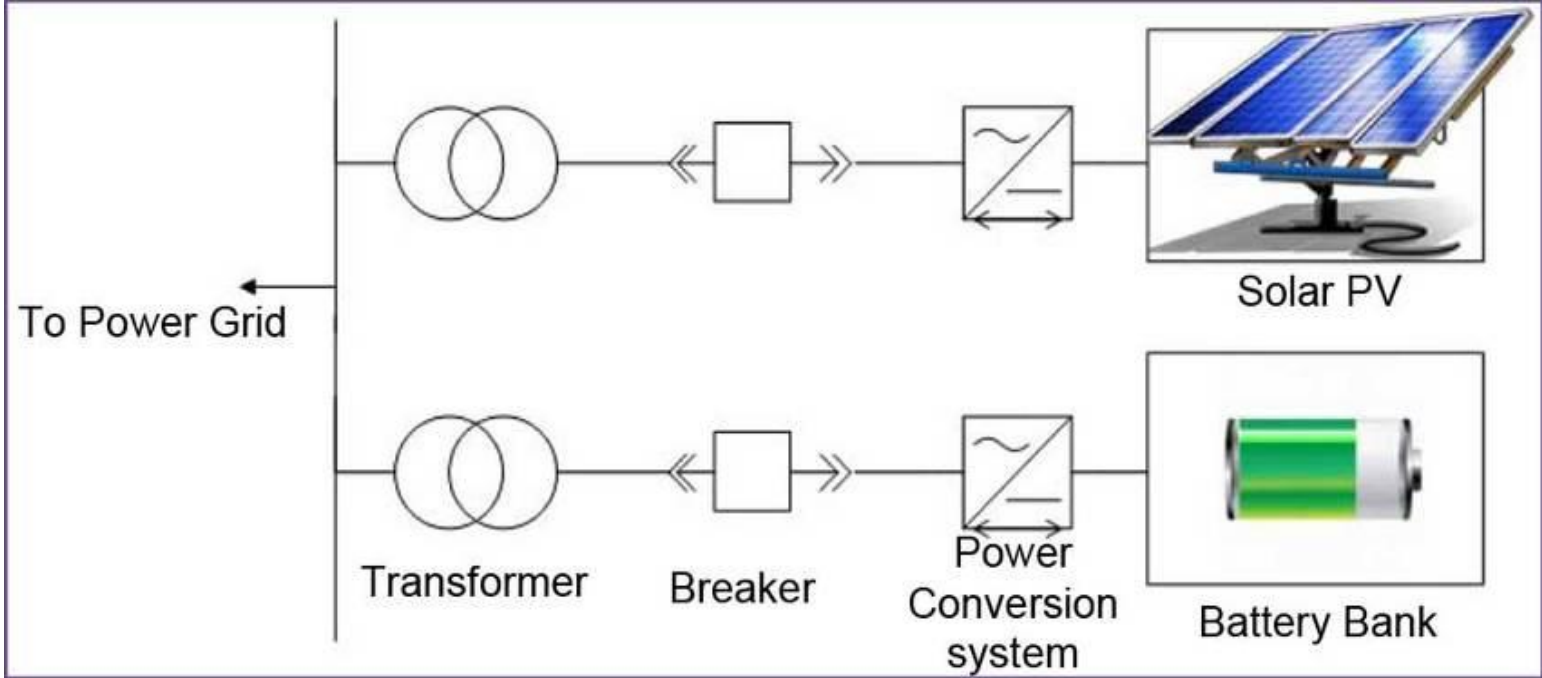 Solar PV
To Power Grid
Transformer
Breaker
Power
Conversion
system
Battery Bank